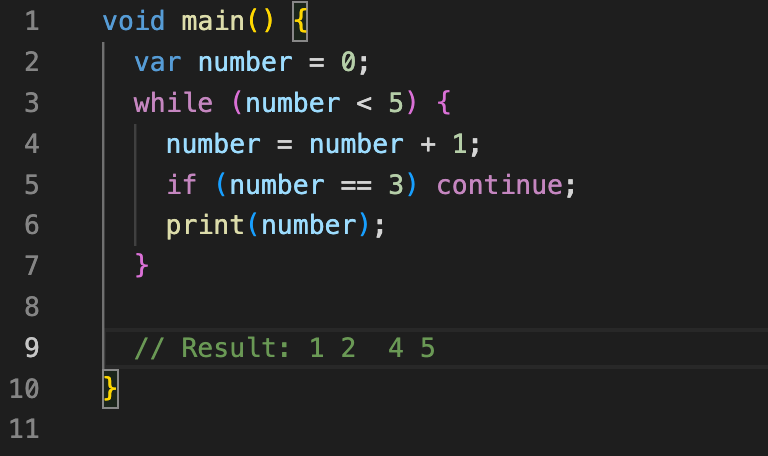 1 void main() {
2   var number = 0;
3   while (number < 5) {
4     number = number + 1;
5     if (number == 3) continue;
6     print(number);
7   }
8
9   // Result: 1 2  4 5
10 }
11